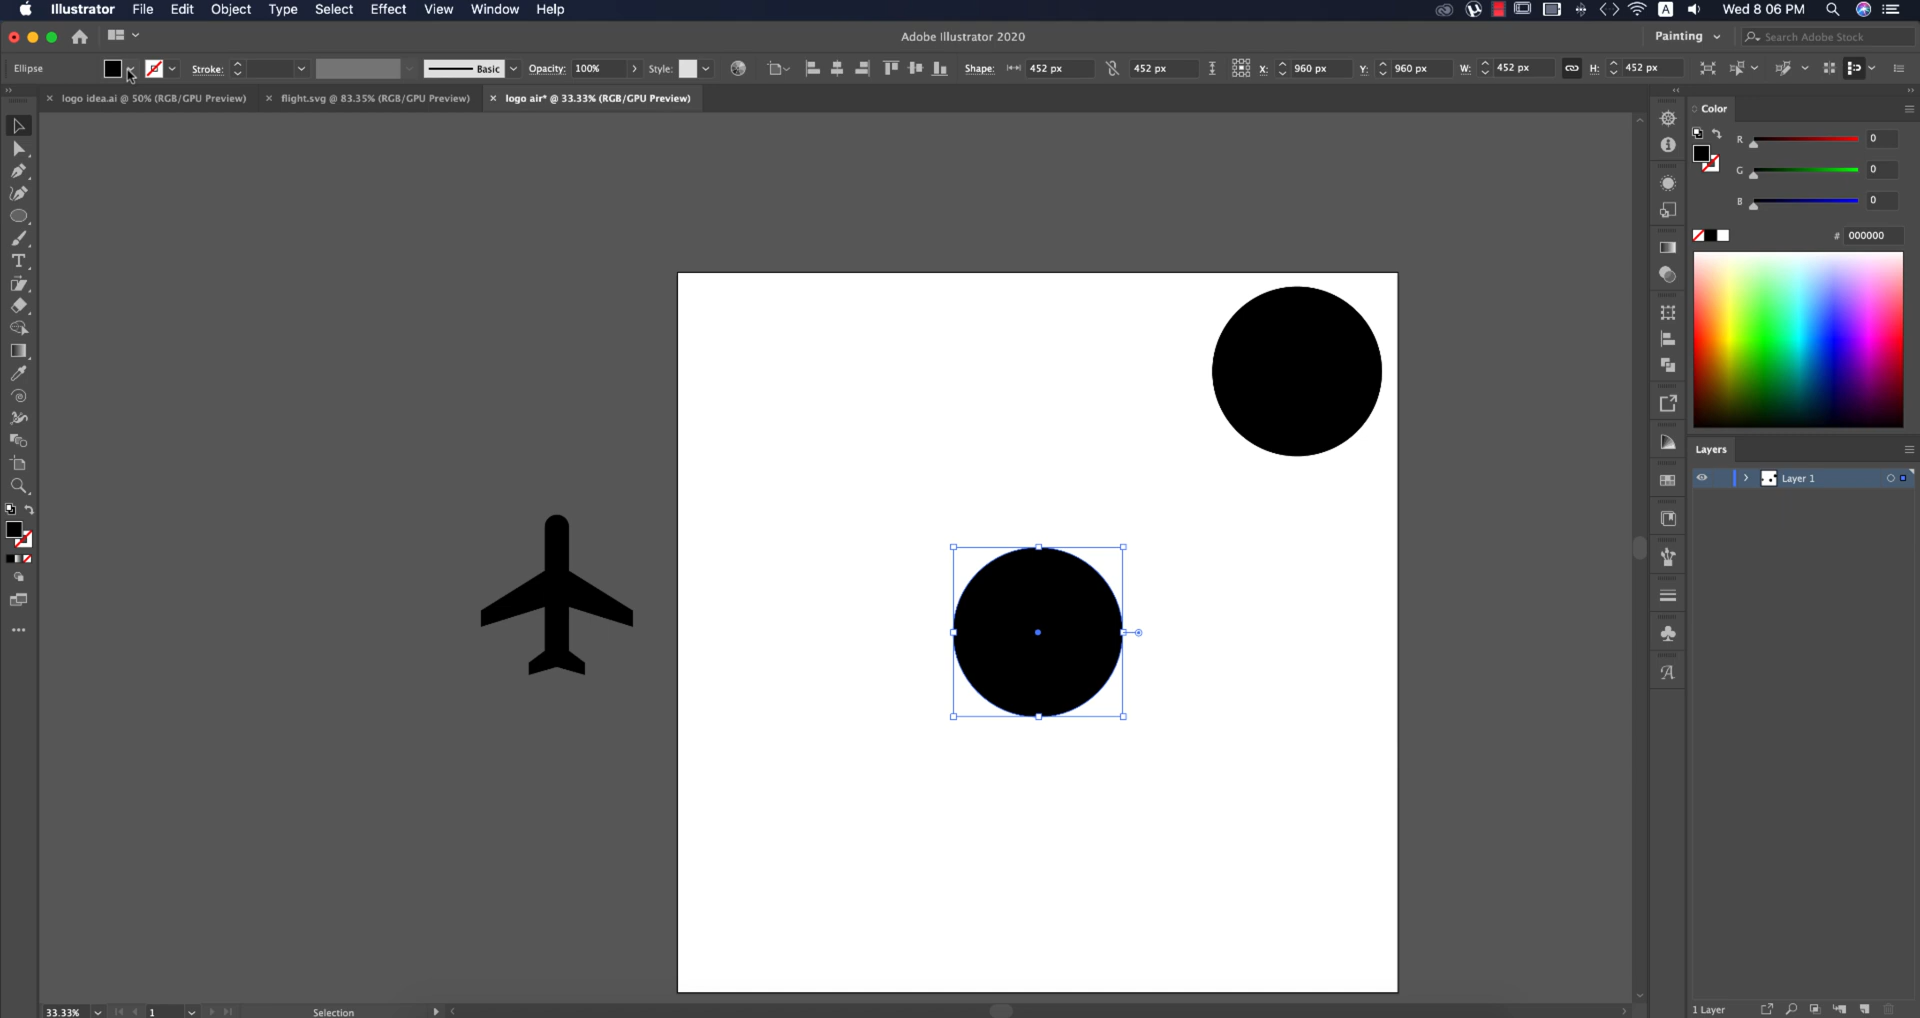 Illustrator File Edit Object Type Select Effect View Window Help A Wed 8 06 PM
Adobe Illustrator 2020 Painting Search Adobe Stock
Ellipse Stroke: Basic Opacity: 100% Style: Shape: 452 px 452 px X: 960 px Y: 960 px W: 452 px H: 452 px
logo idea.ai @ 50% (RGB/GPU Preview) flight.svg @ 83.35% (RGB/GPU Preview) logo air* @ 33.33% (RGB/GPU Preview)
Color
R 0
G 0
B 0
# 000000
Layers
Layer 1
33.33% 1 Selection 1 Layer